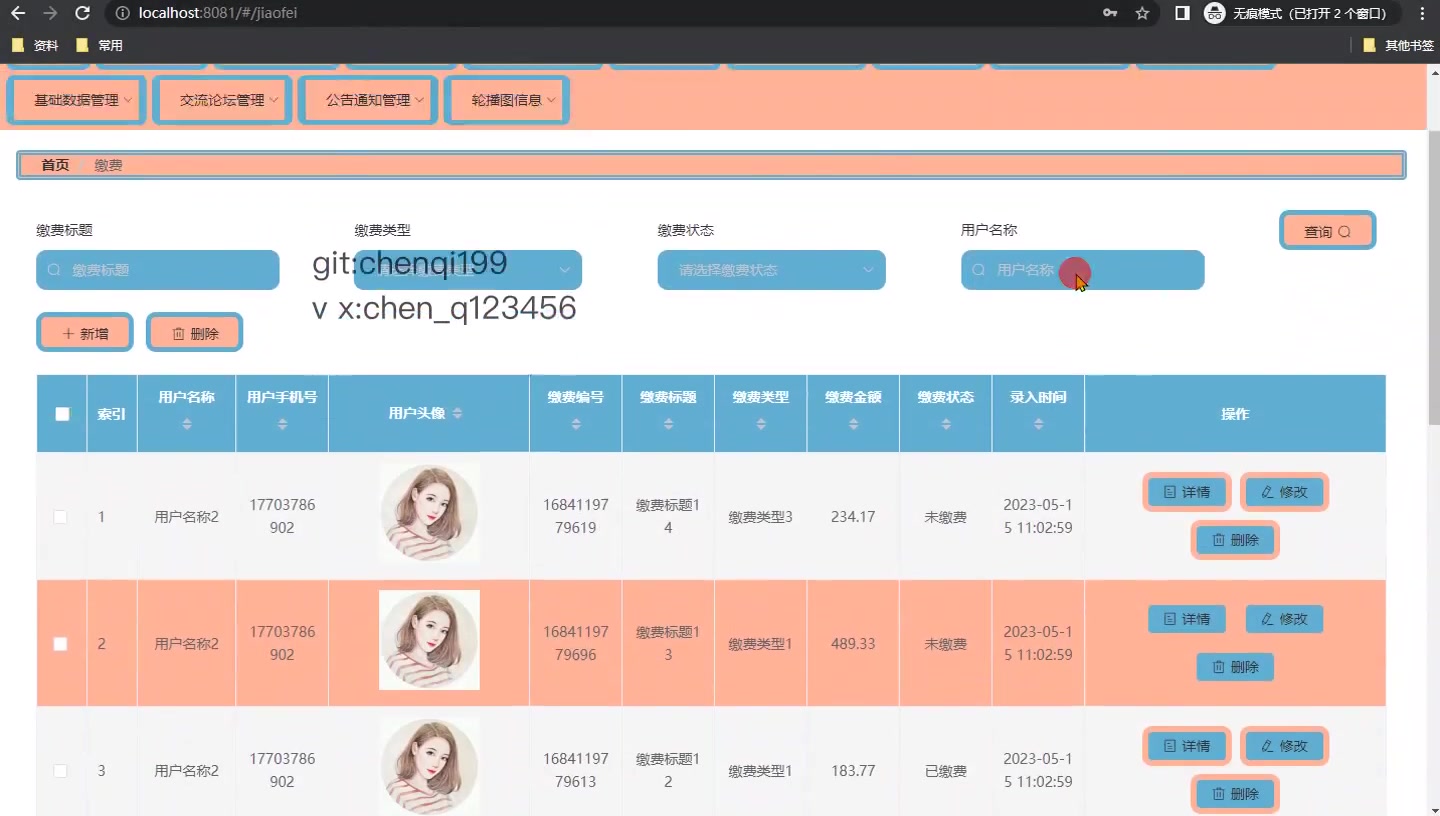 localhost:8081/#/jiaofei
无痕模式（已打开 2 个窗口）
资料 常用 其他书签
基础数据管理 交流论坛管理 公告通知管理 轮播图信息
首页 缴费
缴费标题 缴费类型 缴费状态 用户名称 查询
缴费标题 请选择缴费状态 用户名称
git:chenqi199
v x:chen_q123456
新增 删除
索引 用户名称 用户手机号 用户头像 缴费编号 缴费标题 缴费类型 缴费金额 缴费状态 录入时间 操作
1 用户名称2 17703786902 1684119779619 缴费标题14 缴费类型3 234.17 未缴费 2023-05-15 11:02:59 详情 修改 删除
2 用户名称2 17703786902 1684119779696 缴费标题13 缴费类型1 489.33 未缴费 2023-05-15 11:02:59 详情 修改 删除
3 用户名称2 17703786902 1684119779613 缴费标题12 缴费类型1 183.77 已缴费 2023-05-15 11:02:59 详情 修改 删除